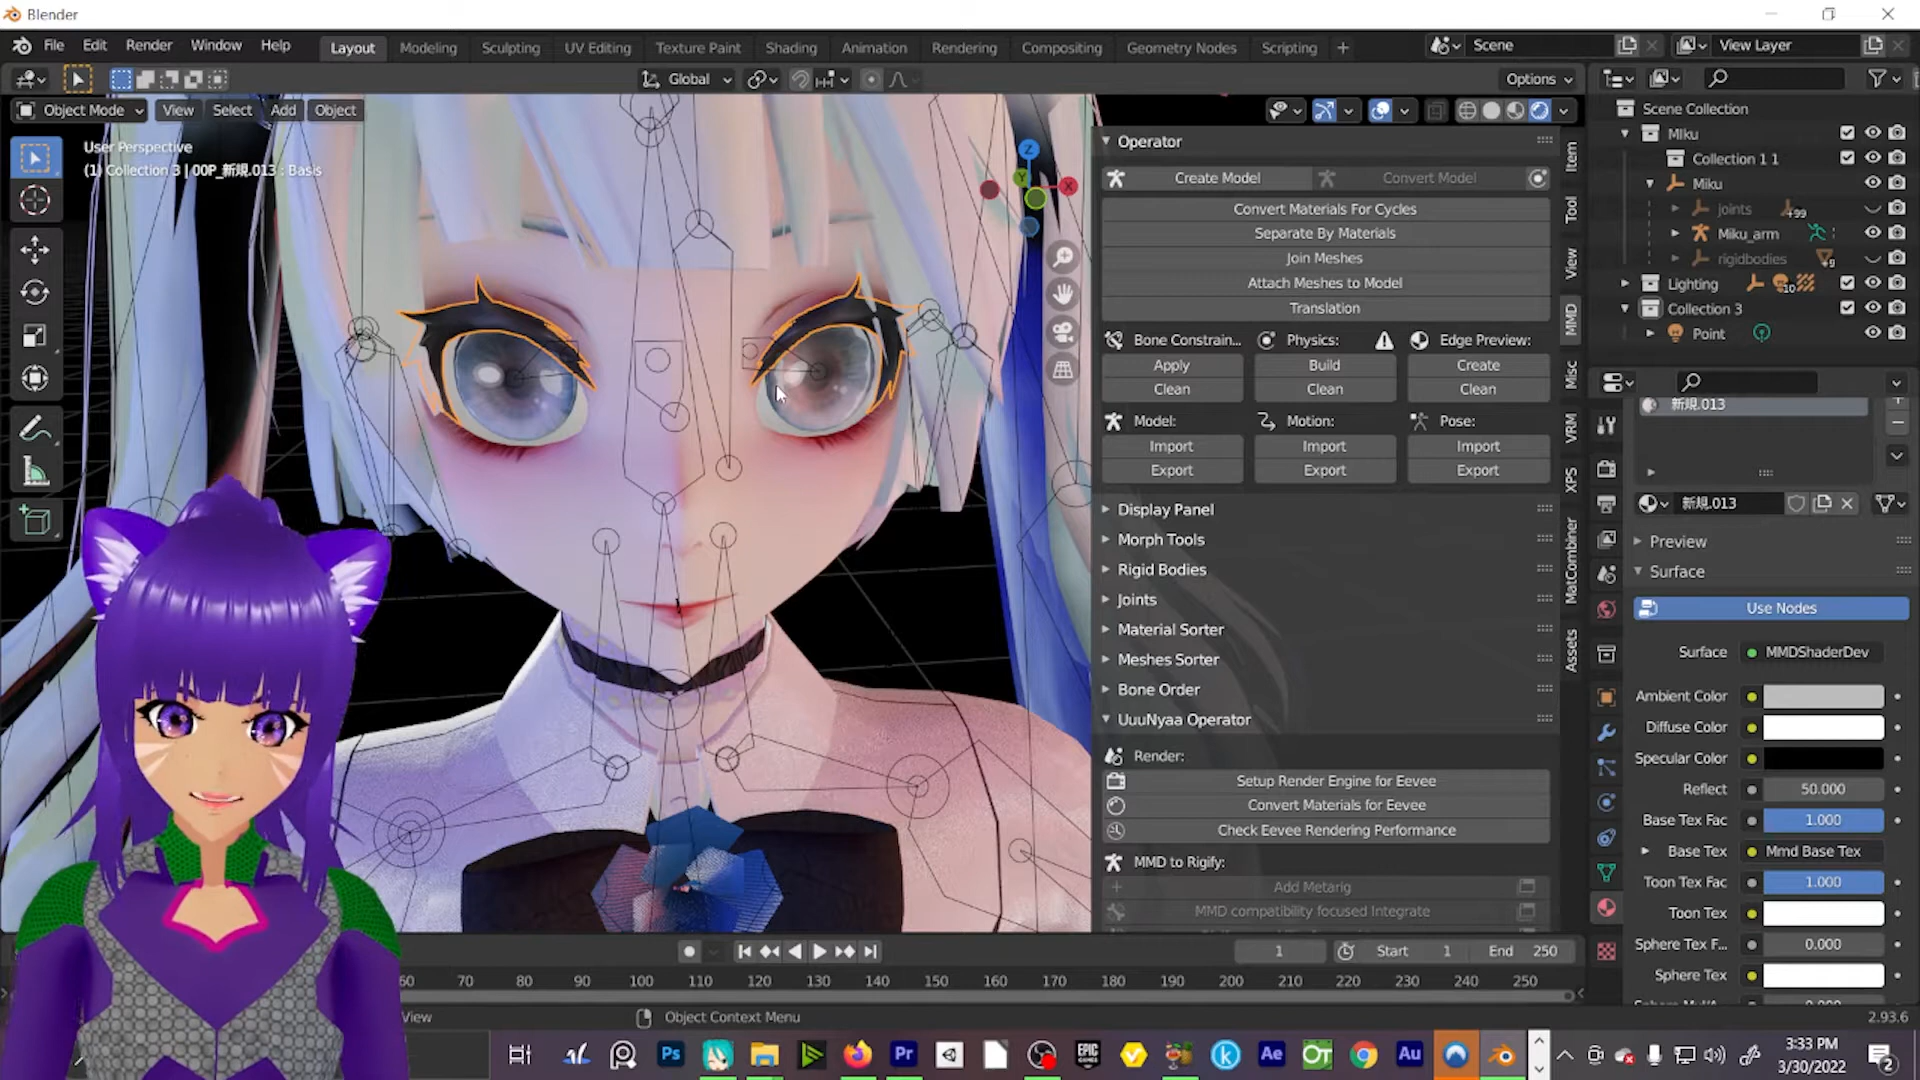 Blender
File Edit Render Window Help
Layout Modeling Sculpting UV Editing Texture Paint Shading Animation Rendering Compositing Geometry Nodes Scripting +
Scene
View Layer
Global
Options
Object Mode View Select Add Object
User Perspective
(1) Collection 3 | 00P_新規.013 : Basis
Z
Y
X
Operator
Create Model
Convert Model
Convert Materials For Cycles
Separate By Materials
Join Meshes
Attach Meshes to Model
Translation
Bone Constrain...
Physics:
Edge Preview:
Apply
Build
Create
Clean
Clean
Clean
Model:
Motion:
Pose:
Import
Import
Import
Export
Export
Export
Display Panel
Morph Tools
Rigid Bodies
Joints
Material Sorter
Meshes Sorter
Bone Order
UuuNyaa Operator
Render:
Setup Render Engine for Eevee
Convert Materials for Eevee
Check Eevee Rendering Performance
MMD to Rigify:
Add Metarig
MMD compatibility focused Integrate
Item
Tool
View
MMD
Misc
VRM
XPS
MatCombiner
Assets
Scene Collection
MIku
Collection 1 1
Miku
joints
+99
Miku_arm
rigidbodies
+9
Lighting
10
Collection 3
Point
新規.013
新規.013
Preview
Surface
Use Nodes
Surface MMDShaderDev
Ambient Color
Diffuse Color
Specular Color
Reflect 50.000
Base Tex Fac 1.000
Base Tex Mmd Base Tex
Toon Tex Fac 1.000
Toon Tex
Sphere Tex F... 0.000
Sphere Tex
1
Start 1
End 250
60 70 80 90 100 110 120 130 140 150 160 170 180 190 200 210 220 230 240 250
View
Object Context Menu
2.93.6
Ps
Pr
Ae
OT
Au
3:33 PM
3/30/2022
2
EPIC
GAMES